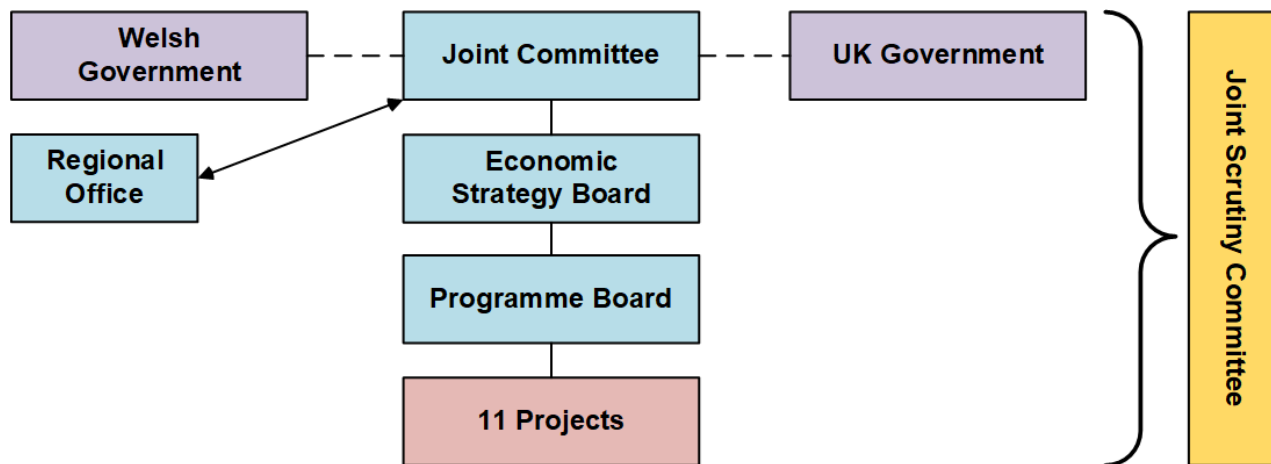 Welsh
Government
Joint Committee
UK Government
Regional
Office
Economic
Strategy Board
Programme Board
11 Projects
Joint Scrutiny Committee